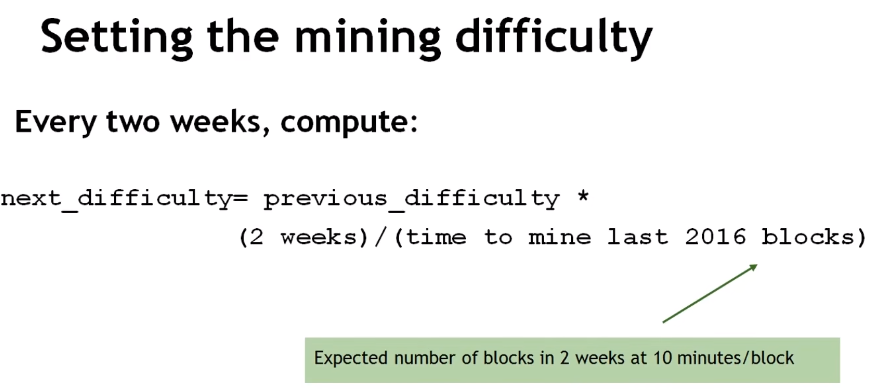 Setting the mining difficulty
Every two weeks, compute:
next_difficulty= previous_difficulty *
(2 weeks)/(time to mine last 2016 blocks)
Expected number of blocks in 2 weeks at 10 minutes/block